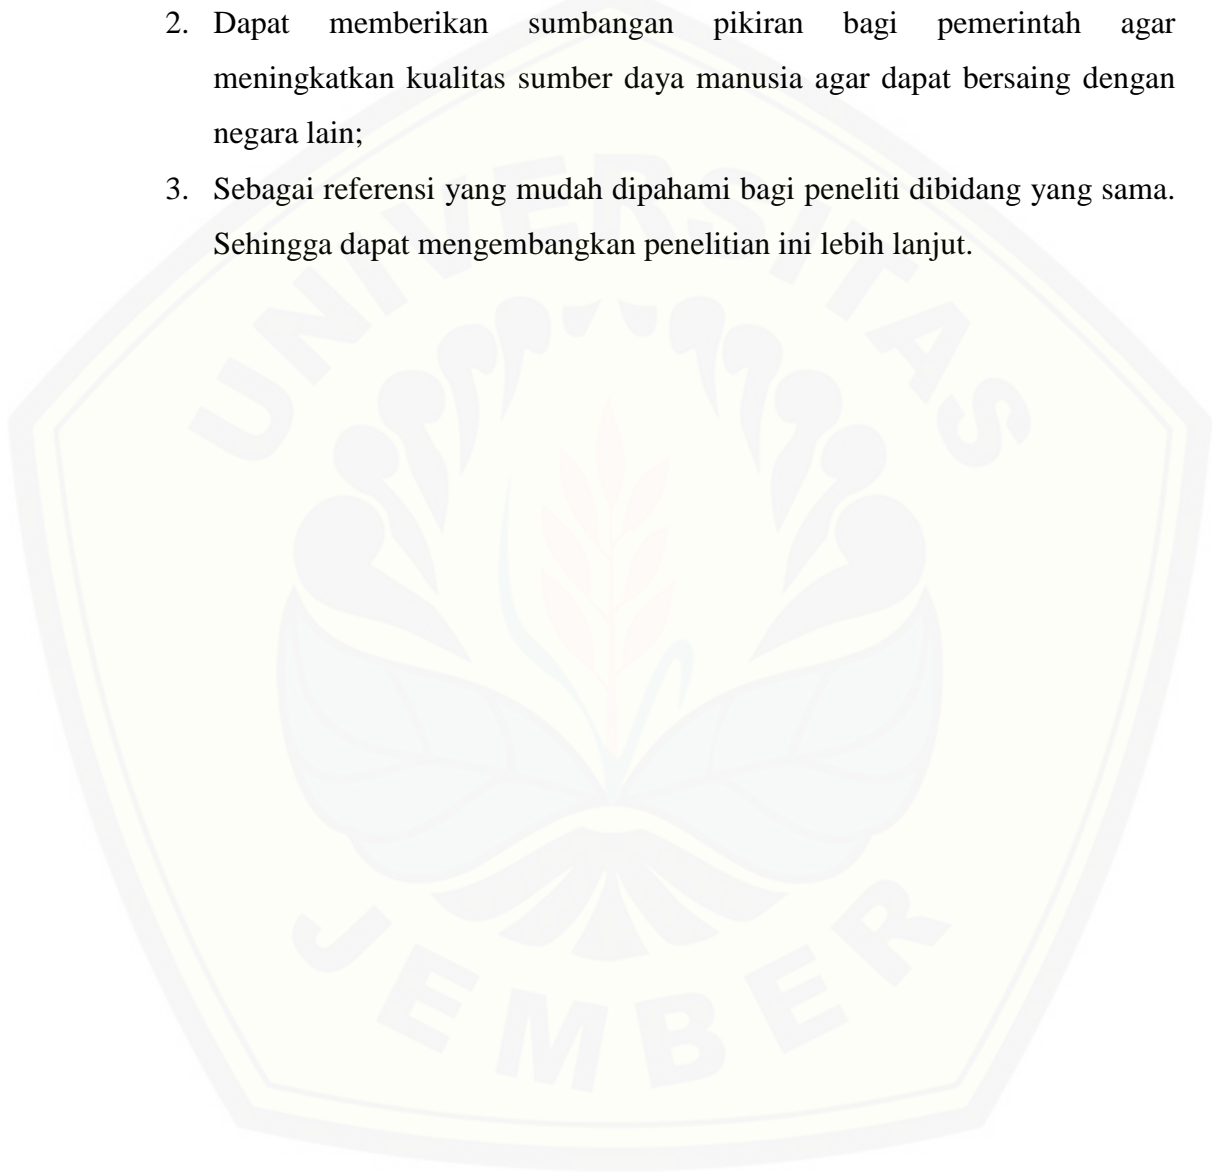 2. Dapat memberikan sumbangan pikiran bagi pemerintah agar
meningkatkan kualitas sumber daya manusia agar dapat bersaing dengan
negara lain;
3. Sebagai referensi yang mudah dipahami bagi peneliti dibidang yang sama.
Sehingga dapat mengembangkan penelitian ini lebih lanjut.
UNIVERSITAS
JEMBER